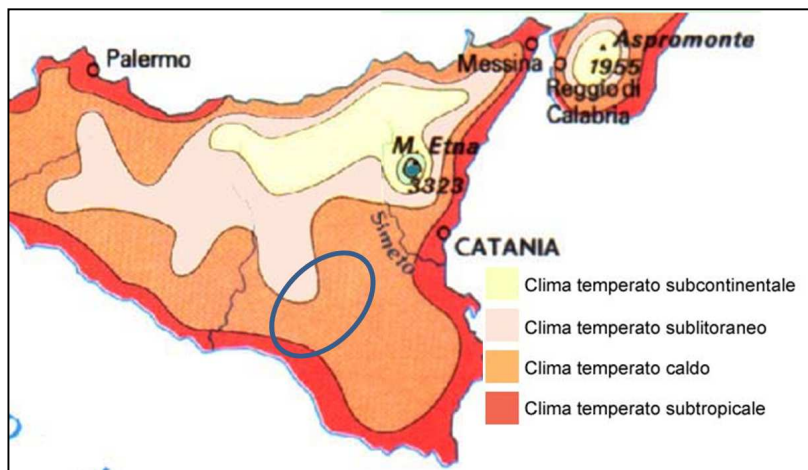 Palermo
Messina
Aspromonte
1955
Reggio di
Calabria
M. Etna
3323
Simeto
CATANIA
Clima temperato subcontinentale
Clima temperato sublitoraneo
Clima temperato caldo
Clima temperato subtropicale